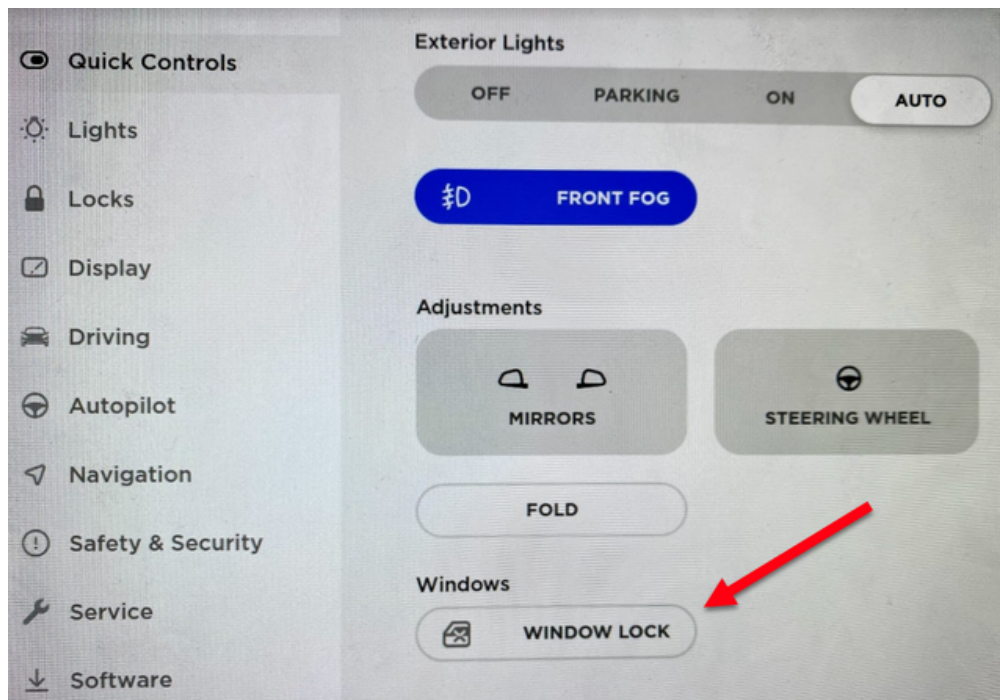 Quick Controls
Lights
Locks
Display
Driving
Autopilot
Navigation
Safety & Security
Service
Software
Exterior Lights
OFF PARKING ON AUTO
FRONT FOG
Adjustments
MIRRORS STEERING WHEEL
FOLD
Windows
WINDOW LOCK